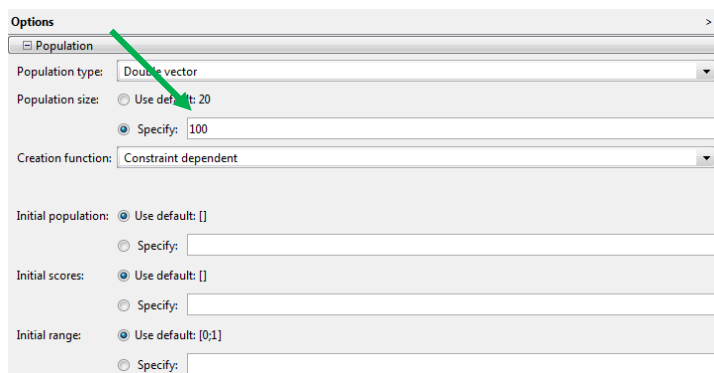 Options >
Population
Population type: Double vector
Population size: Use default: 20
Specify: 100
Creation function: Constraint dependent
Initial population: Use default: []
Specify:
Initial scores: Use default: []
Specify:
Initial range: Use default: [0;1]
Specify: